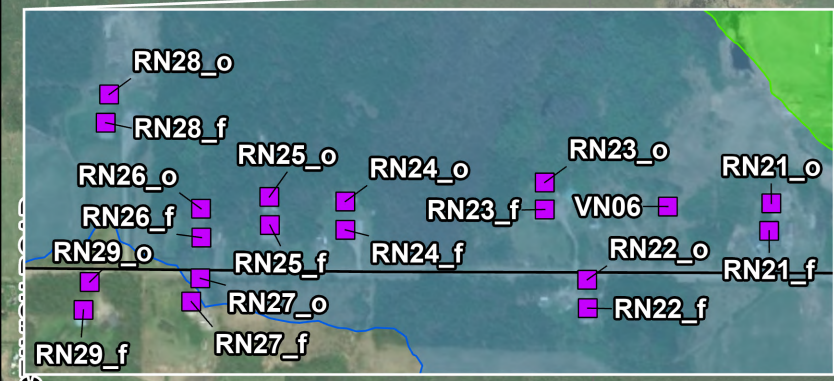 RN28_o
RN28_f
RN25_o
RN24_o
RN23_o
RN21_o
RN26_o
RN26_f
RN23_f
VN06
RN29_o
RN25_f
RN24_f
RN22_o
RN21_f
RN27_o
RN22_f
RN29_f
RN27_f